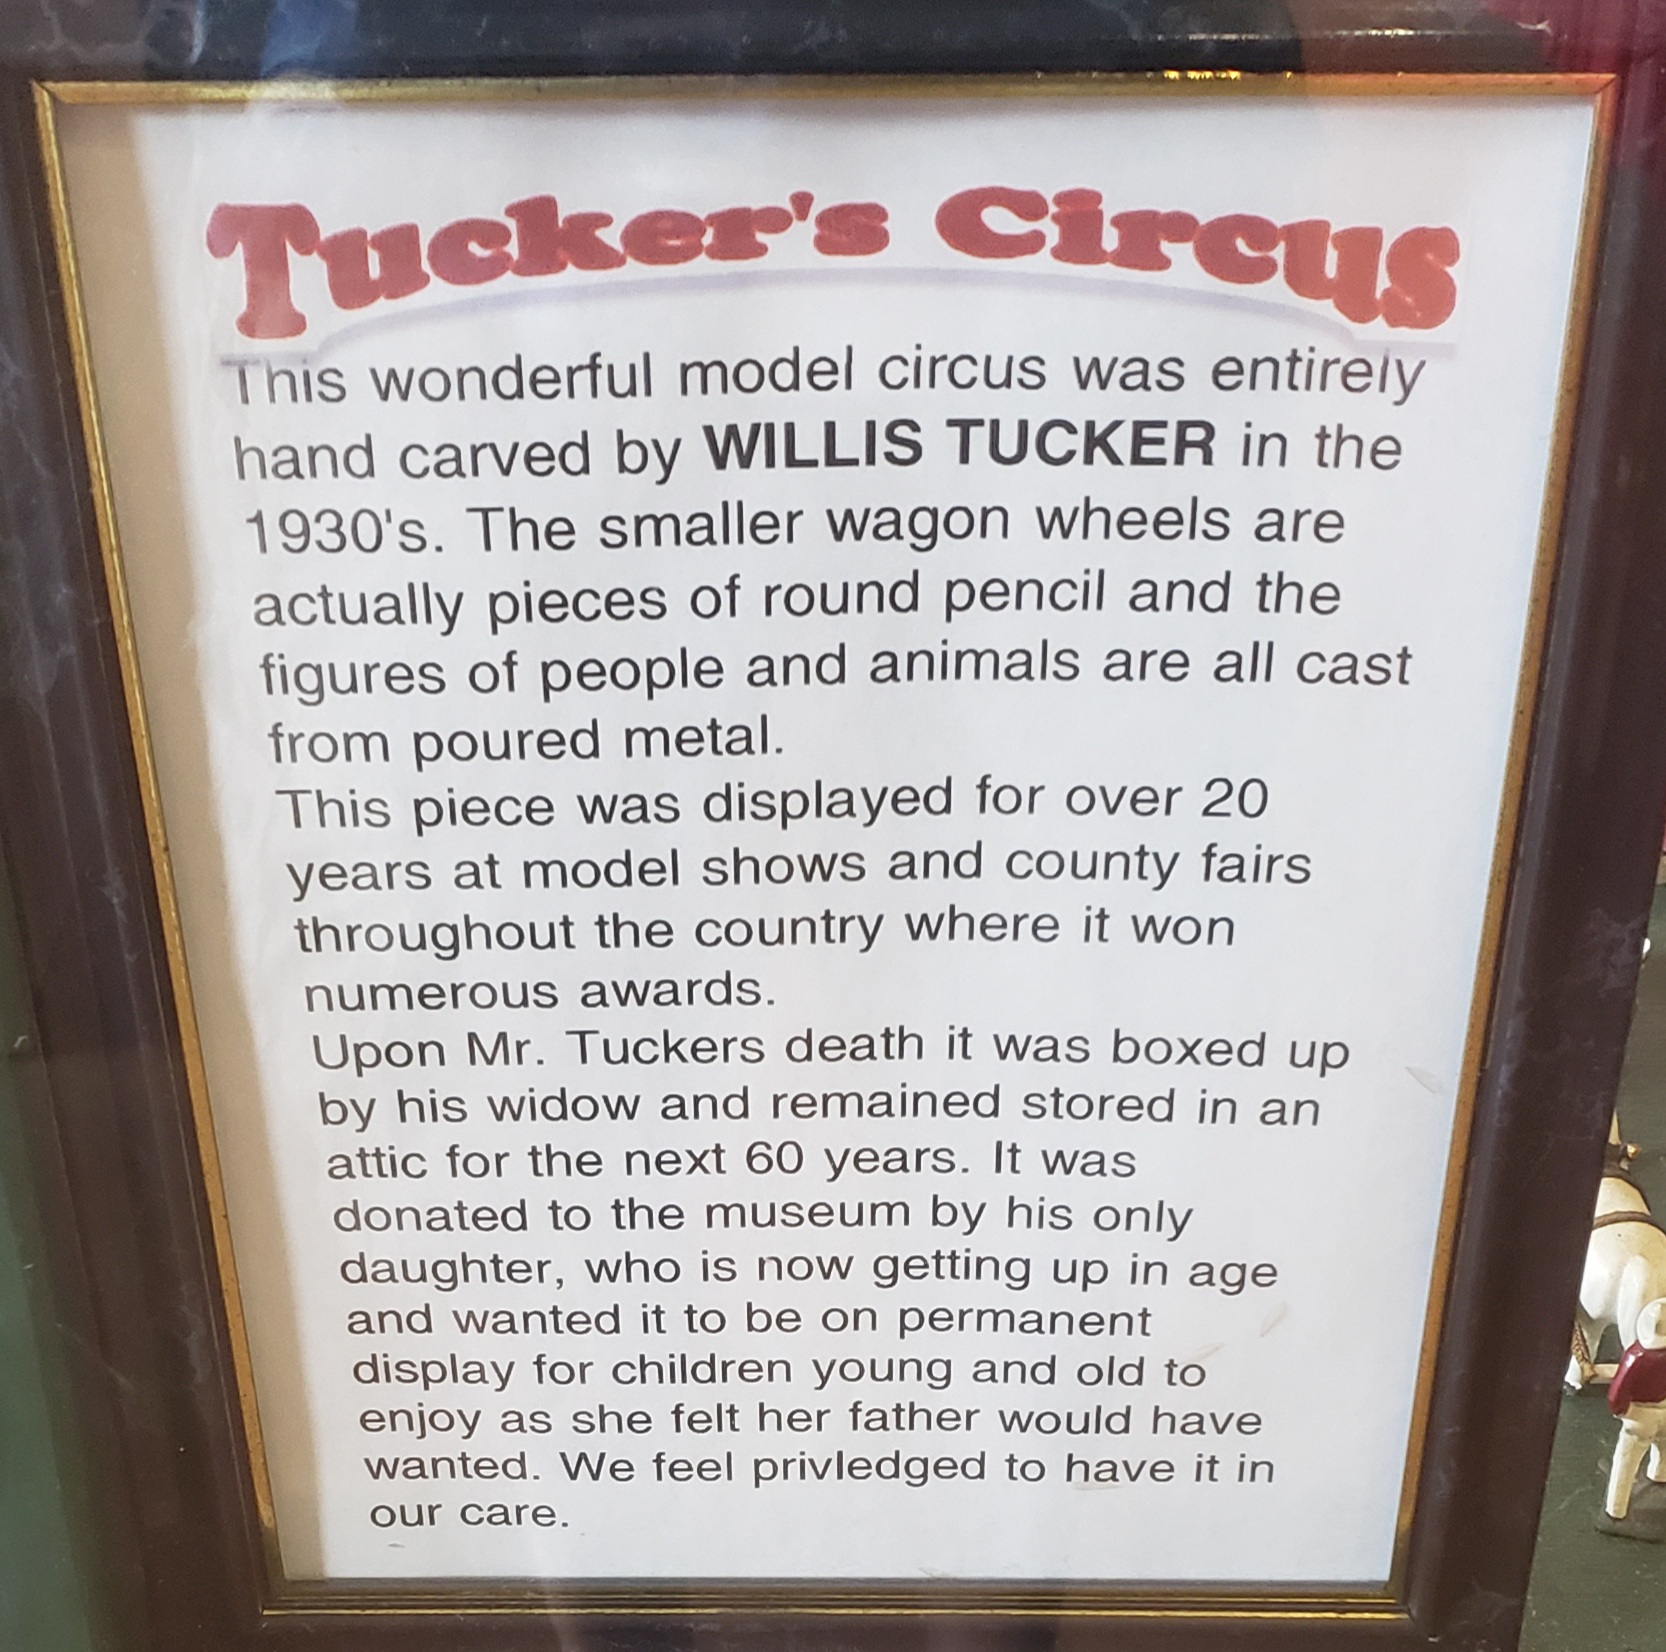 Tucker's Circus
This wonderful model circus was entirely
hand carved by WILLIS TUCKER in the
1930's. The smaller wagon wheels are
actually pieces of round pencil and the
figures of people and animals are all cast
from poured metal.
This piece was displayed for over 20
years at model shows and county fairs
throughout the country where it won
numerous awards.
Upon Mr. Tuckers death it was boxed up
by his widow and remained stored in an
attic for the next 60 years. It was
donated to the museum by his only
daughter, who is now getting up in age
and wanted it to be on permanent
display for children young and old to
enjoy as she felt her father would have
wanted. We feel privledged to have it in
our care.